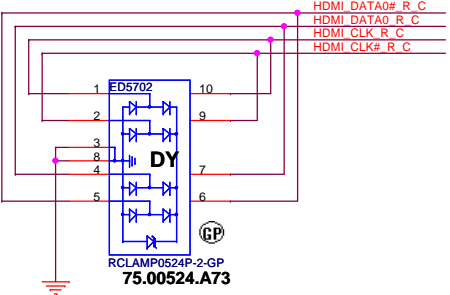 HDMI_DATA0#_R_C
HDMI_DATA0_R_C
HDMI_CLK_R_C
HDMI_CLK#_R_C
ED5702
1 10
2 9
3
8
DY
4 7
5 6
GP
RCLAMP0524P-2-GP
75.00524.A73